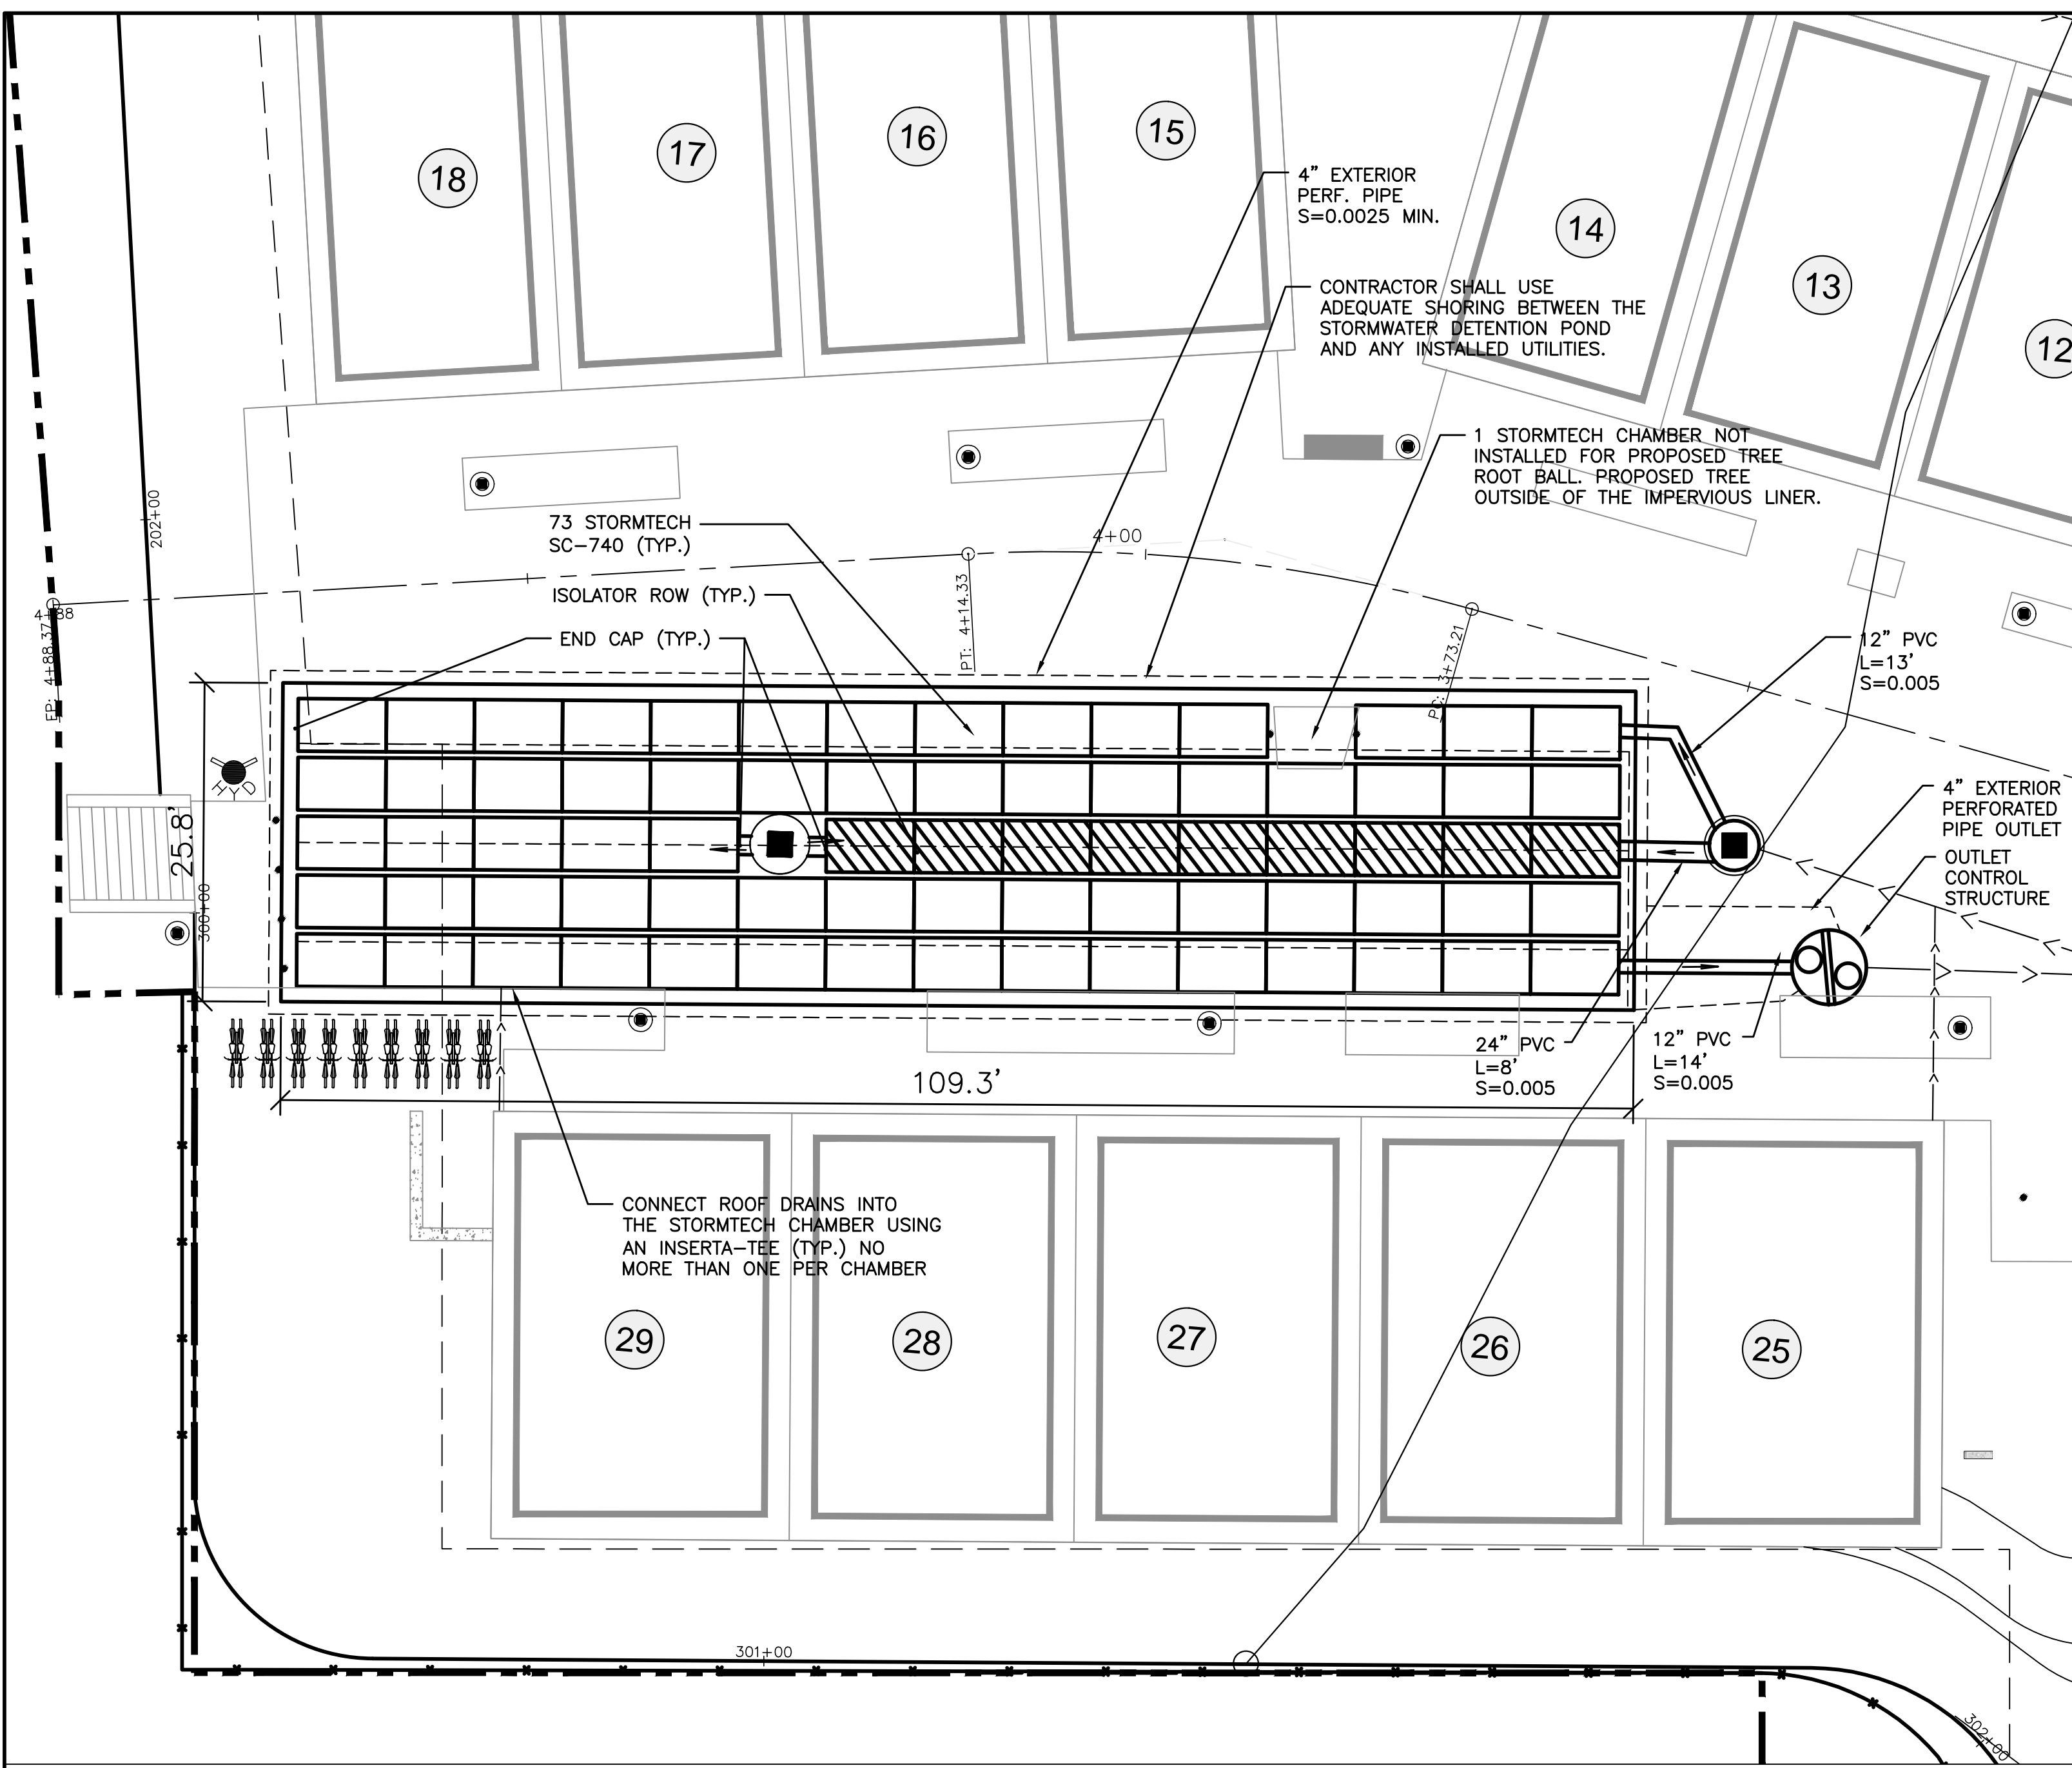 18
17
16
15
14
13
12
4” EXTERIOR
PERF. PIPE
S=0.0025 MIN.
CONTRACTOR SHALL USE
ADEQUATE SHORING BETWEEN THE
STORMWATER DETENTION POND
AND ANY INSTALLED UTILITIES.
1 STORMTECH CHAMBER NOT
INSTALLED FOR PROPOSED TREE
ROOT BALL. PROPOSED TREE
OUTSIDE OF THE IMPERVIOUS LINER.
202+00
73 STORMTECH
SC-740 (TYP.)
4+00
ISOLATOR ROW (TYP.)
END CAP (TYP.)
4+88
EP: 4+88.37
PT: 4+14.33
PC: 3+73.21
12” PVC
L=13’
S=0.005
HYD
25.8’
300+00
4” EXTERIOR
PERFORATED
PIPE OUTLET
OUTLET
CONTROL
STRUCTURE
24” PVC
L=8’
S=0.005
12” PVC
L=14’
S=0.005
109.3’
CONNECT ROOF DRAINS INTO
THE STORMTECH CHAMBER USING
AN INSERTA-TEE (TYP.) NO
MORE THAN ONE PER CHAMBER
29
28
27
26
25
301+00
302+00